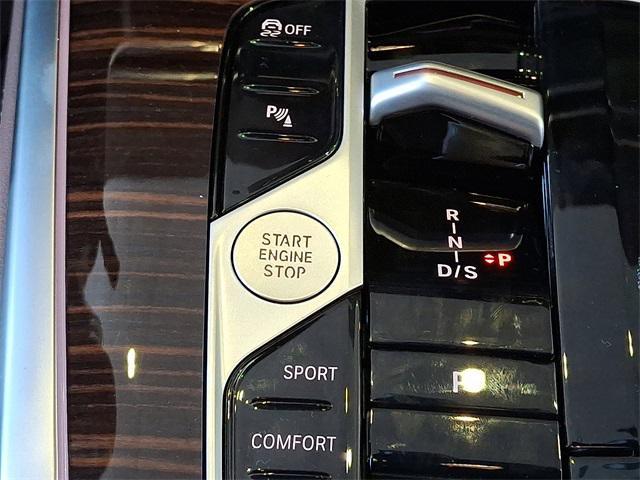 OFF
P
START
ENGINE
STOP
R
N
D/S
P
SPORT
P
COMFORT